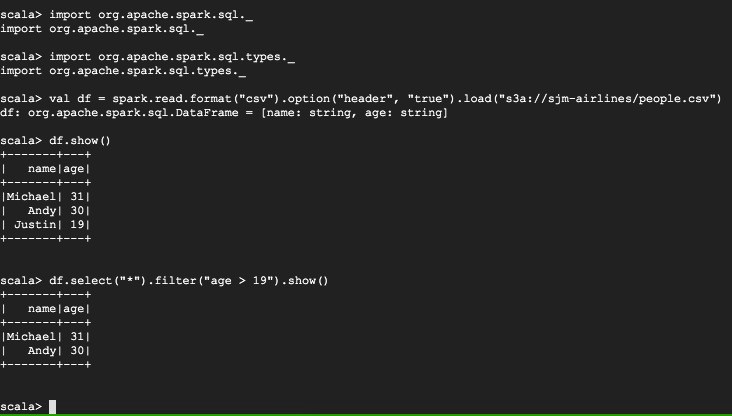 scala> import org.apache.spark.sql._
import org.apache.spark.sql._
scala> import org.apache.spark.sql.types._
import org.apache.spark.sql.types._
scala> val df = spark.read.format("csv").option("header", "true").load("s3a://sjm-airlines/people.csv")
df: org.apache.spark.sql.DataFrame = [name: string, age: string]
scala> df.show()
+-------+---+
|   name|age|
+-------+---+
|Michael| 31|
|   Andy| 30|
| Justin| 19|
+-------+---+
scala> df.select("*").filter("age > 19").show()
+-------+---+
|   name|age|
+-------+---+
|Michael| 31|
|   Andy| 30|
+-------+---+
scala>